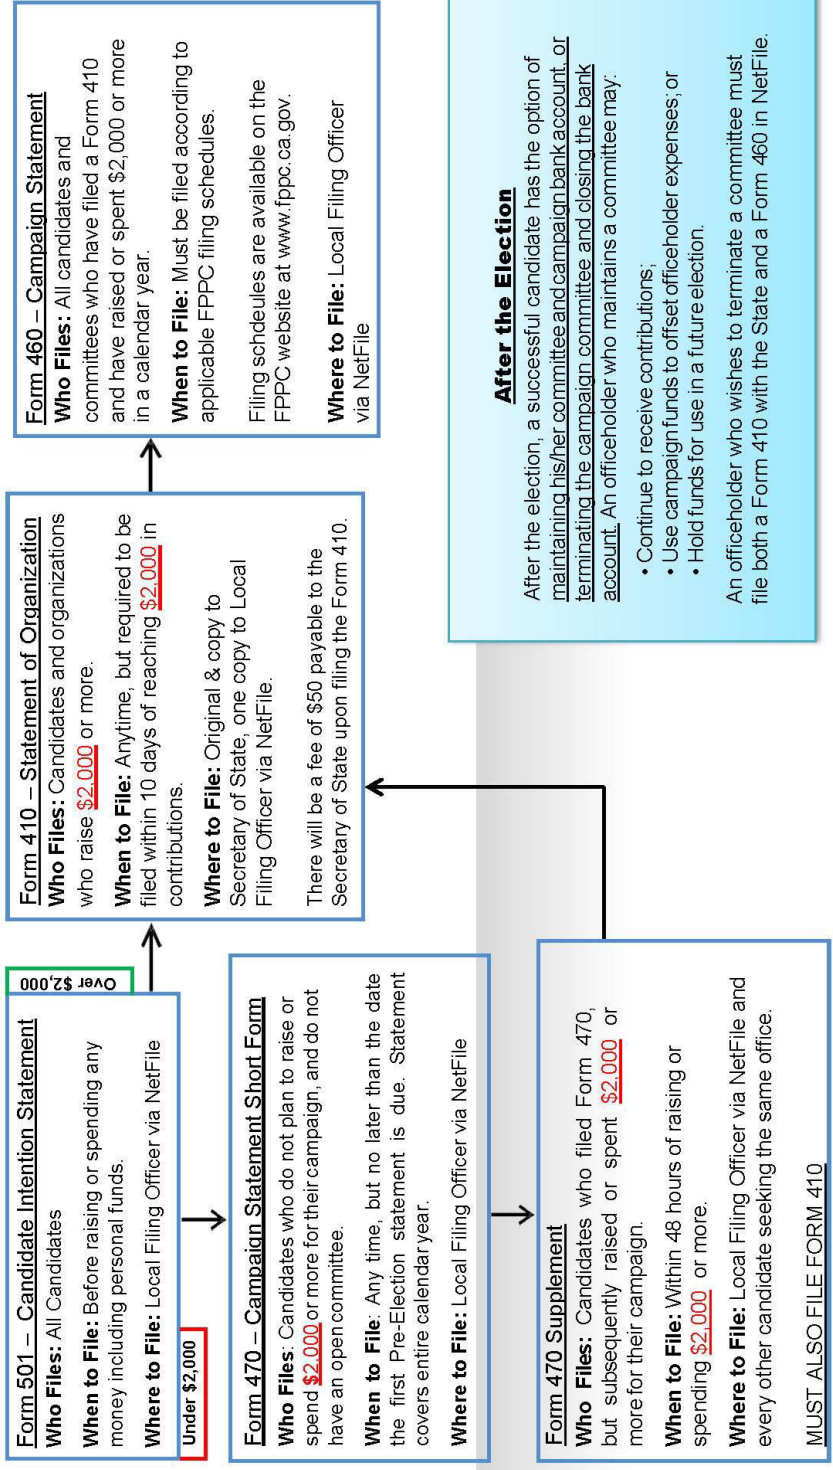 Form 501 – Candidate Intention Statement
Who Files: All Candidates
When to File: Before raising or spending any
money including personal funds.
Where to File: Local Filing Officer via NetFile
Over $2,000
Under $2,000
Form 410 – Statement of Organization
Who Files: Candidates and organizations
who raise $2,000 or more.
When to File: Anytime, but required to be
filed within 10 days of reaching $2,000 in
contributions.
Where to File: Original & copy to
Secretary of State, one copy to Local
Filing Officer via NetFile.
There will be a fee of $50 payable to the
Secretary of State upon filing the Form 410.
Form 460 – Campaign Statement
Who Files: All candidates and
committees who have filed a Form 410
and have raised or spent $2,000 or more
in a calendar year.
When to File: Must be filed according to
applicable FPPC filing schedules.
Filing schdeules are available on the
FPPC website at www.fppc.ca.gov.
Where to File: Local Filing Officer
via NetFile
Form 470 – Campaign Statement Short Form
Who Files: Candidates who do not plan to raise or
spend $2,000 or more for their campaign, and do not
have an open committee.
When to File: Any time, but no later than the date
the first Pre-Election statement is due. Statement
covers entire calendar year.
Where to File: Local Filing Officer via NetFile
Form 470 Supplement
Who Files: Candidates who filed Form 470,
but subsequently raised or spent $2,000 or
more for their campaign.
When to File: Within 48 hours of raising or
spending $2,000 or more.
Where to File: Local Filing Officer via NetFile and
every other candidate seeking the same office.
MUST ALSO FILE FORM 410
After the Election
After the election, a successful candidate has the option of
maintaining his/her committee and campaign bank account, or
terminating the campaign committee and closing the bank
account. An officeholder who maintains a committee may:
• Continue to receive contributions;
• Use campaign funds to offset officeholder expenses; or
• Hold funds for use in a future election.
An officeholder who wishes to terminate a committee must
file both a Form 410 with the State and a Form 460 in NetFile.